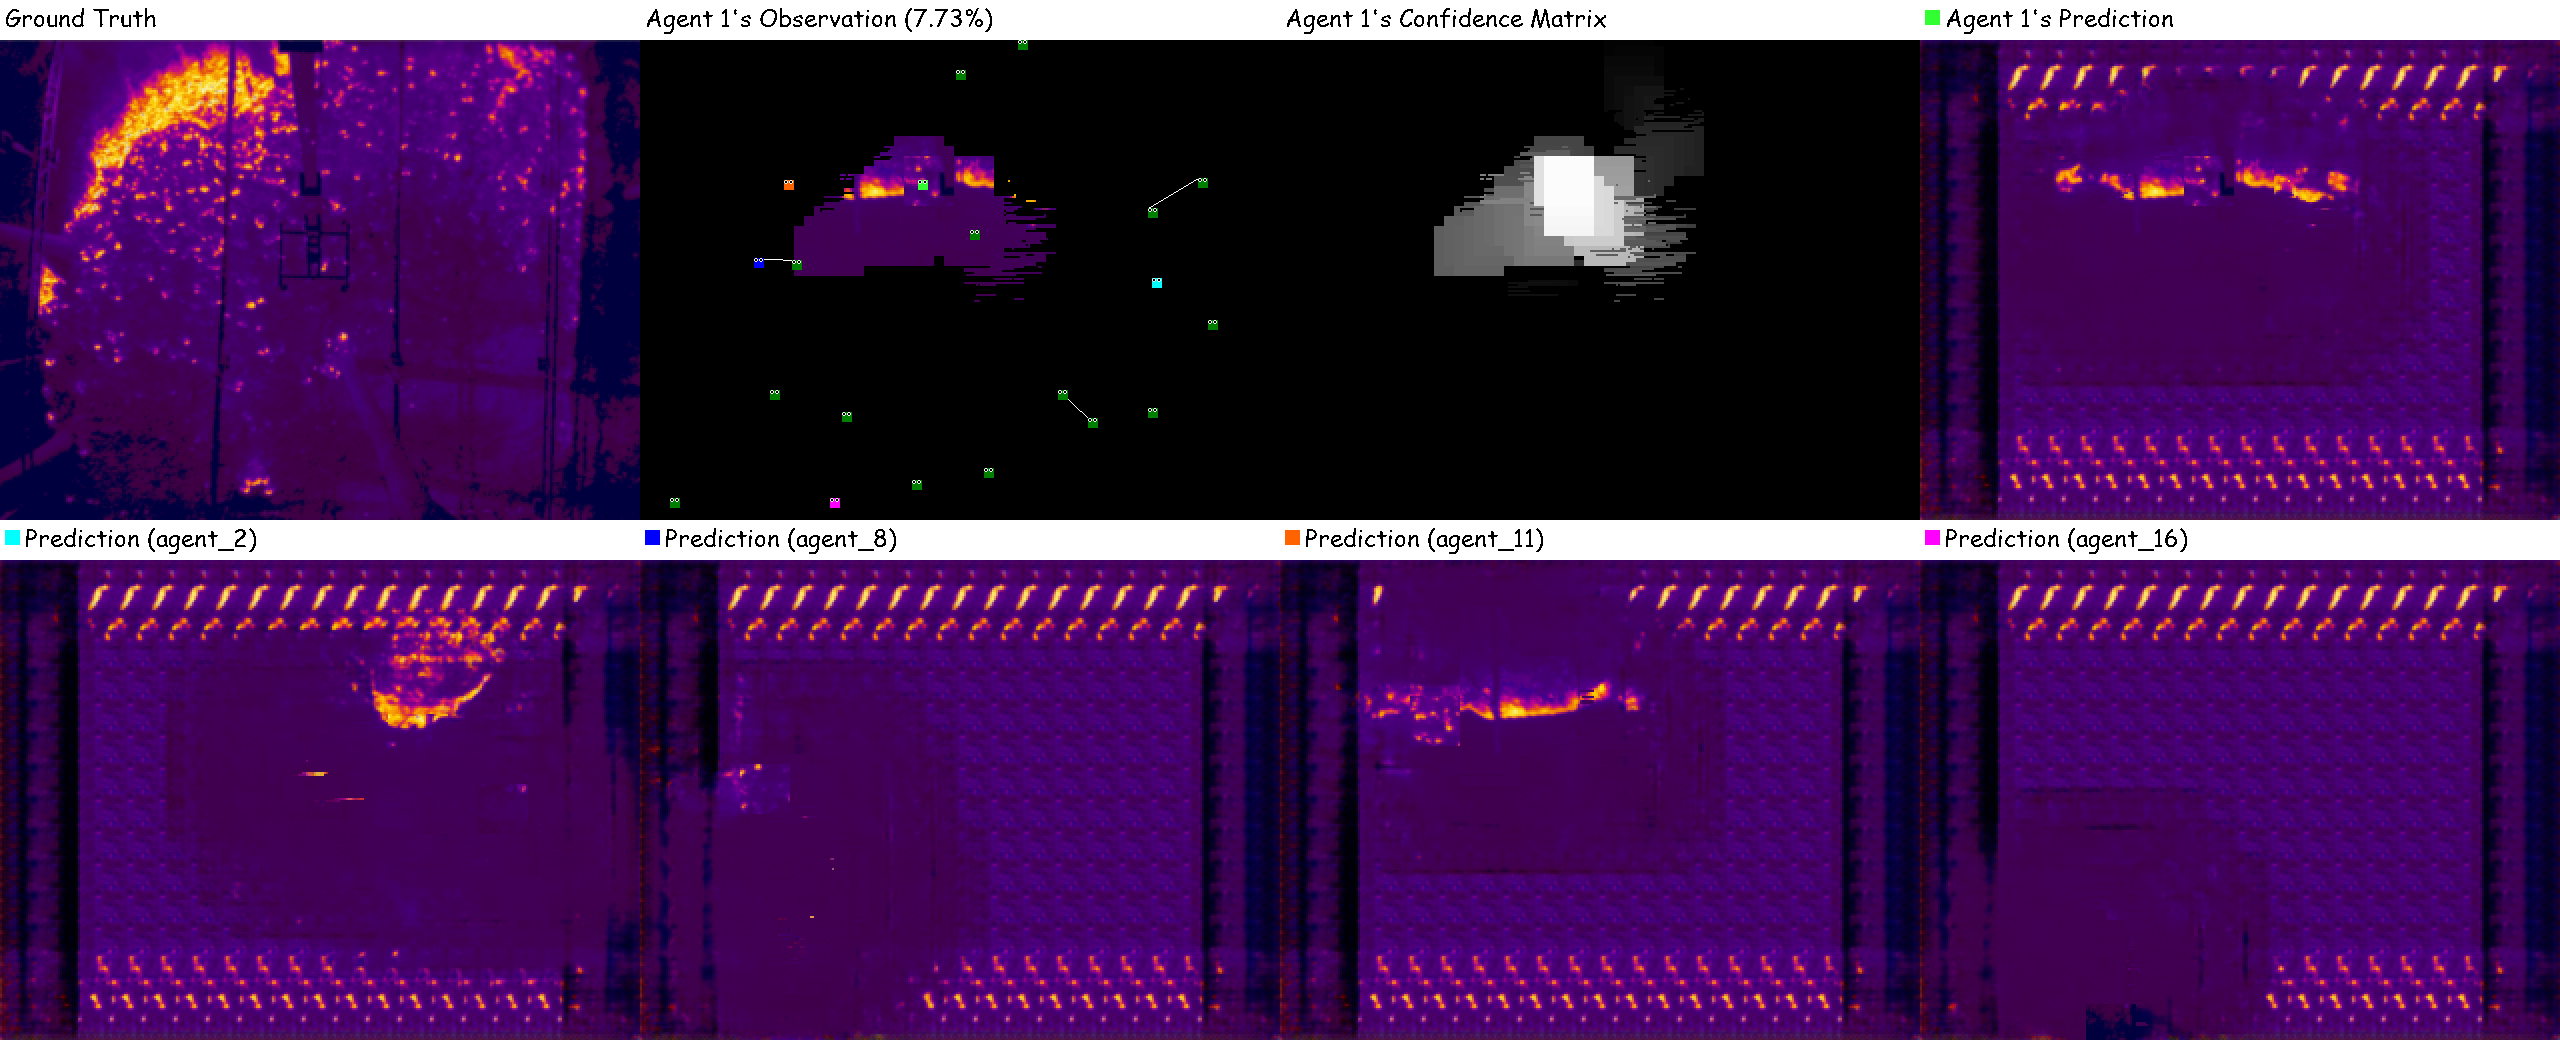 Ground Truth
Agent 1's Observation (7.73%)
Agent 1's Confidence Matrix
Agent 1's Prediction
Prediction (agent_2)
Prediction (agent_8)
Prediction (agent_11)
Prediction (agent_16)